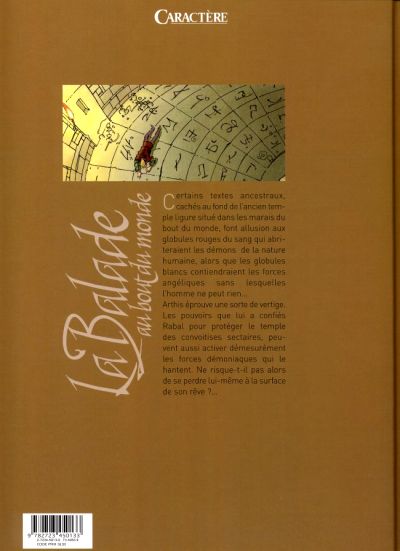 CARACTÈRE
La Balade
au bout du monde
Certains textes ancestraux,
cachés au fond de l'ancien tem-
ple ligure situé dans les marais du
bout du monde, font allusion aux
globules rouges du sang qui abri-
teraient les démons de la nature
humaine, alors que les globules
blancs contiendraient les forces
angéliques sans lesquelles
l'homme ne peut rien...
Arthis éprouve une sorte de vertige.
Les pouvoirs que lui a confiés
Rabal pour protéger le temple
des convoitises sectaires, peu-
vent aussi activer démesurément
les forces démoniaques qui le
hantent. Ne risque-t-il pas alors
de se perdre lui-même à la surface
de son rêve ?...
9 782723 450133